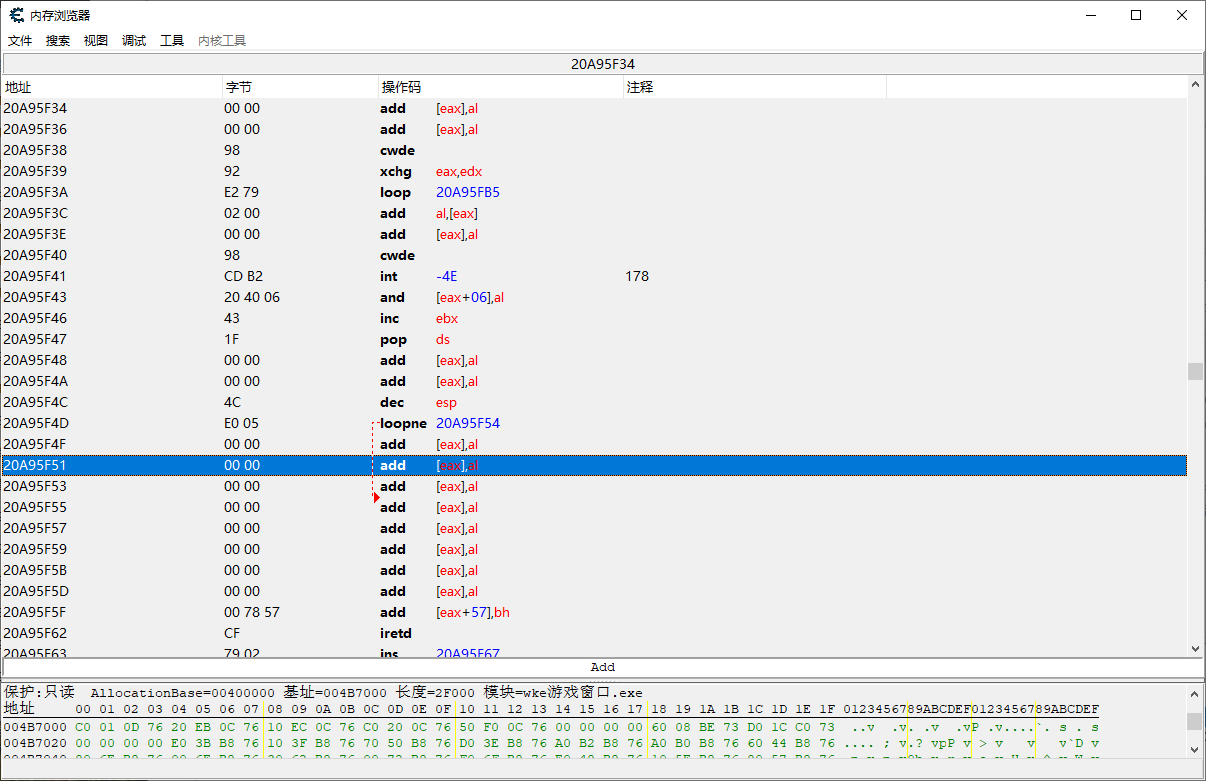 内存浏览器
文件 搜索 视图 调试 工具 内核工具
20A95F34
地址 字节 操作码 注释
20A95F34 00 00 add [eax],al
20A95F36 00 00 add [eax],al
20A95F38 98 cwde
20A95F39 92 xchg eax,edx
20A95F3A E2 79 loop 20A95FB5
20A95F3C 02 00 add al,[eax]
20A95F3E 00 00 add [eax],al
20A95F40 98 cwde
20A95F41 CD B2 int -4E 178
20A95F43 20 40 06 and [eax+06],al
20A95F46 43 inc ebx
20A95F47 1F pop ds
20A95F48 00 00 add [eax],al
20A95F4A 00 00 add [eax],al
20A95F4C 4C dec esp
20A95F4D E0 05 loopne 20A95F54
20A95F4F 00 00 add [eax],al
20A95F51 00 00 add [eax],al
20A95F53 00 00 add [eax],al
20A95F55 00 00 add [eax],al
20A95F57 00 00 add [eax],al
20A95F59 00 00 add [eax],al
20A95F5B 00 00 add [eax],al
20A95F5D 00 00 add [eax],al
20A95F5F 00 78 57 add [eax+57],bh
20A95F62 CF iretd
20A95F63 79 02 jns 20A95F67
Add
保护:只读 AllocationBase=00400000 基址=004B7000 长度=2F000 模块=wke游戏窗口.exe
地址 00 01 02 03 04 05 06 07 08 09 0A 0B 0C 0D 0E 0F 10 11 12 13 14 15 16 17 18 19 1A 1B 1C 1D 1E 1F 0123456789ABCDEF0123456789ABCDEF
004B7000 C0 01 0D 76 20 EB 0C 76 10 EC 0C 76 C0 20 0C 76 50 F0 0C 76 00 00 00 00 60 08 BE 73 D0 1C C0 73 ..v .v. .v .vP .v....`. s . s
004B7020 00 00 00 00 E0 3B B8 76 10 3F B8 76 70 50 B8 76 D0 3E B8 76 A0 B2 B8 76 A0 B0 B8 76 60 44 B8 76 .... ; v.? vpP v > v v v`D v